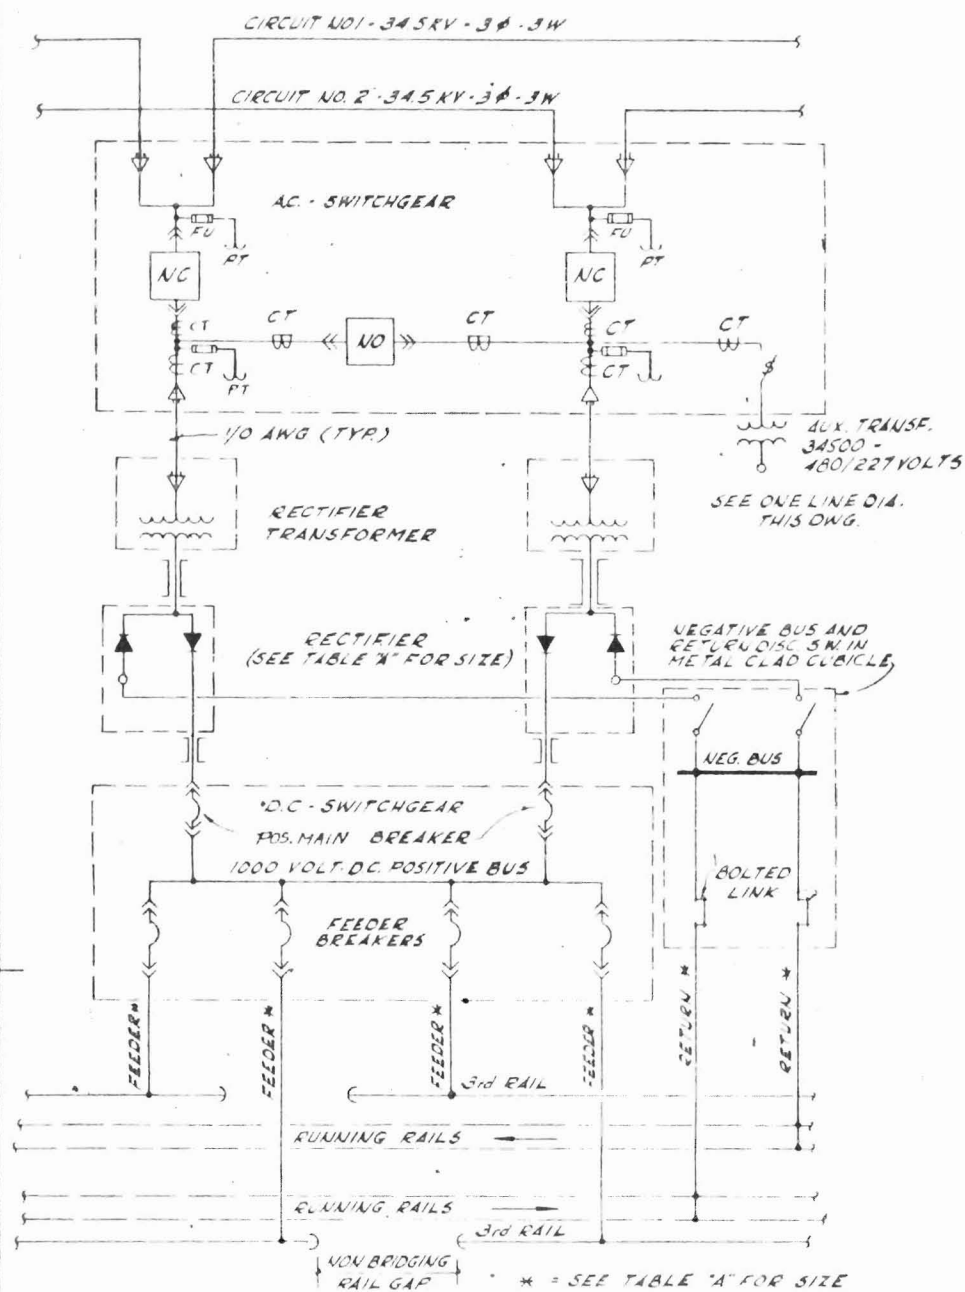 CIRCUIT NO1 - 34.5KV - 3ϕ - 3W
CIRCUIT NO. 2 - 34.5 KV - 3ϕ - 3W
A.C. - SWITCHGEAR
FU
PT
FU
PT
NC
NC
CT
CT
NO
CT
CT
CT
CT
PT
CT
1/0 AWG (TYP.)
AUX. TRANSF.
34500 -
480/227 VOLTS
SEE ONE LINE DIA.
THIS DWG.
RECTIFIER
TRANSFORMER
RECTIFIER
(SEE TABLE "A" FOR SIZE)
NEGATIVE BUS AND
RETURN DISC. SW. IN
METAL CLAD CUBICLE
NEG. BUS
D.C - SWITCHGEAR
POS. MAIN BREAKER
1000 VOLT. D.C. POSITIVE BUS
BOLTED
LINK
FEEDER
BREAKERS
FEEDER *
FEEDER *
FEEDER *
FEEDER *
RETURN *
RETURN *
3rd RAIL
RUNNING RAILS
RUNNING RAILS
3rd RAIL
NON BRIDGING
RAIL GAP
* = SEE TABLE "A" FOR SIZE